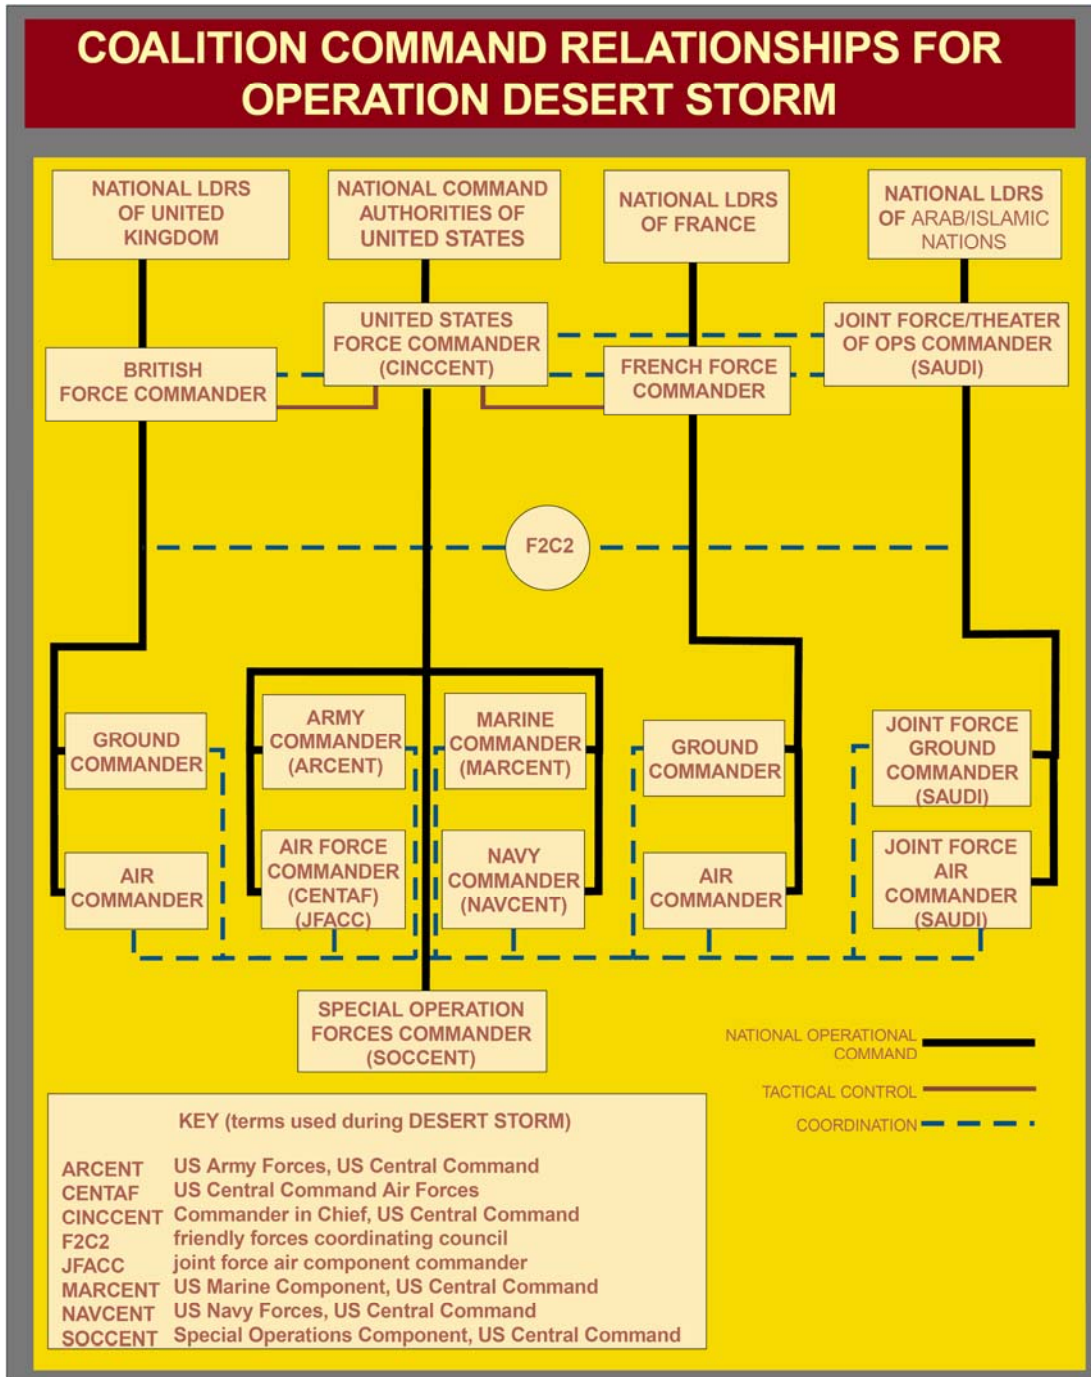 COALITION COMMAND RELATIONSHIPS FOR
OPERATION DESERT STORM
NATIONAL LDRS
OF UNITED
KINGDOM
NATIONAL COMMAND
AUTHORITIES OF
UNITED STATES
NATIONAL LDRS
OF FRANCE
NATIONAL LDRS
OF ARAB/ISLAMIC
NATIONS
BRITISH
FORCE COMMANDER
UNITED STATES
FORCE COMMANDER
(CINCCENT)
FRENCH FORCE
COMMANDER
JOINT FORCE/THEATER
OF OPS COMMANDER
(SAUDI)
F2C2
GROUND
COMMANDER
ARMY
COMMANDER
(ARCENT)
MARINE
COMMANDER
(MARCENT)
GROUND
COMMANDER
JOINT FORCE
GROUND
COMMANDER
(SAUDI)
AIR
COMMANDER
AIR FORCE
COMMANDER
(CENTAF)
(JFACC)
NAVY
COMMANDER
(NAVCENT)
AIR
COMMANDER
JOINT FORCE
AIR
COMMANDER
(SAUDI)
SPECIAL OPERATION
FORCES COMMANDER
(SOCCENT)
NATIONAL OPERATIONAL
COMMAND
TACTICAL CONTROL
COORDINATION
KEY (terms used during DESERT STORM)
ARCENT US Army Forces, US Central Command
CENTAF US Central Command Air Forces
CINCCENT Commander in Chief, US Central Command
F2C2 friendly forces coordinating council
JFACC joint force air component commander
MARCENT US Marine Component, US Central Command
NAVCENT US Navy Forces, US Central Command
SOCCENT Special Operations Component, US Central Command